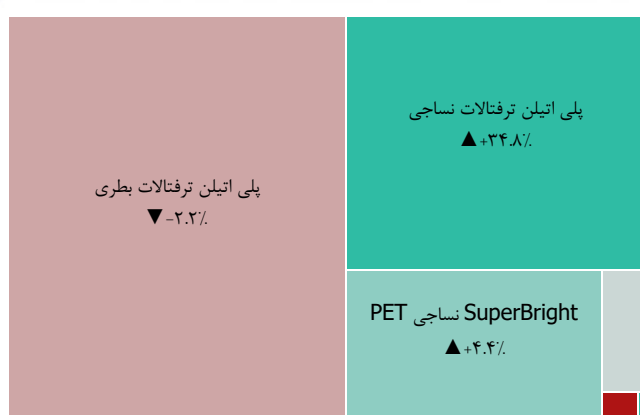 پلی اتیلن ترفتالات نساجی
▲ +۳۴.۸٪
پلی اتیلن ترفتالات بطری
▼ -۲.۲٪
PET نساجی SuperBright
▲ +۴.۴٪